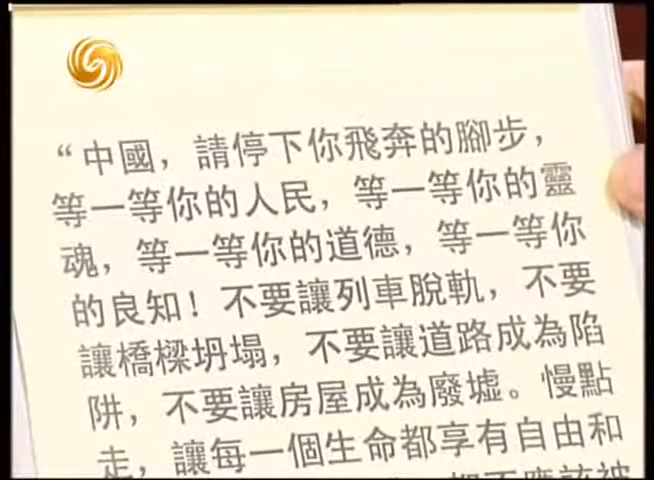 “中國，請停下你飛奔的腳步，
等一等你的人民，等一等你的靈
魂，等一等你的道德，等一等你
的良知！不要讓列車脫軌，不要
讓橋樑坍塌，不要讓道路成為陷
阱，不要讓房屋成為廢墟。慢點
走，讓每一個生命都享有自由和